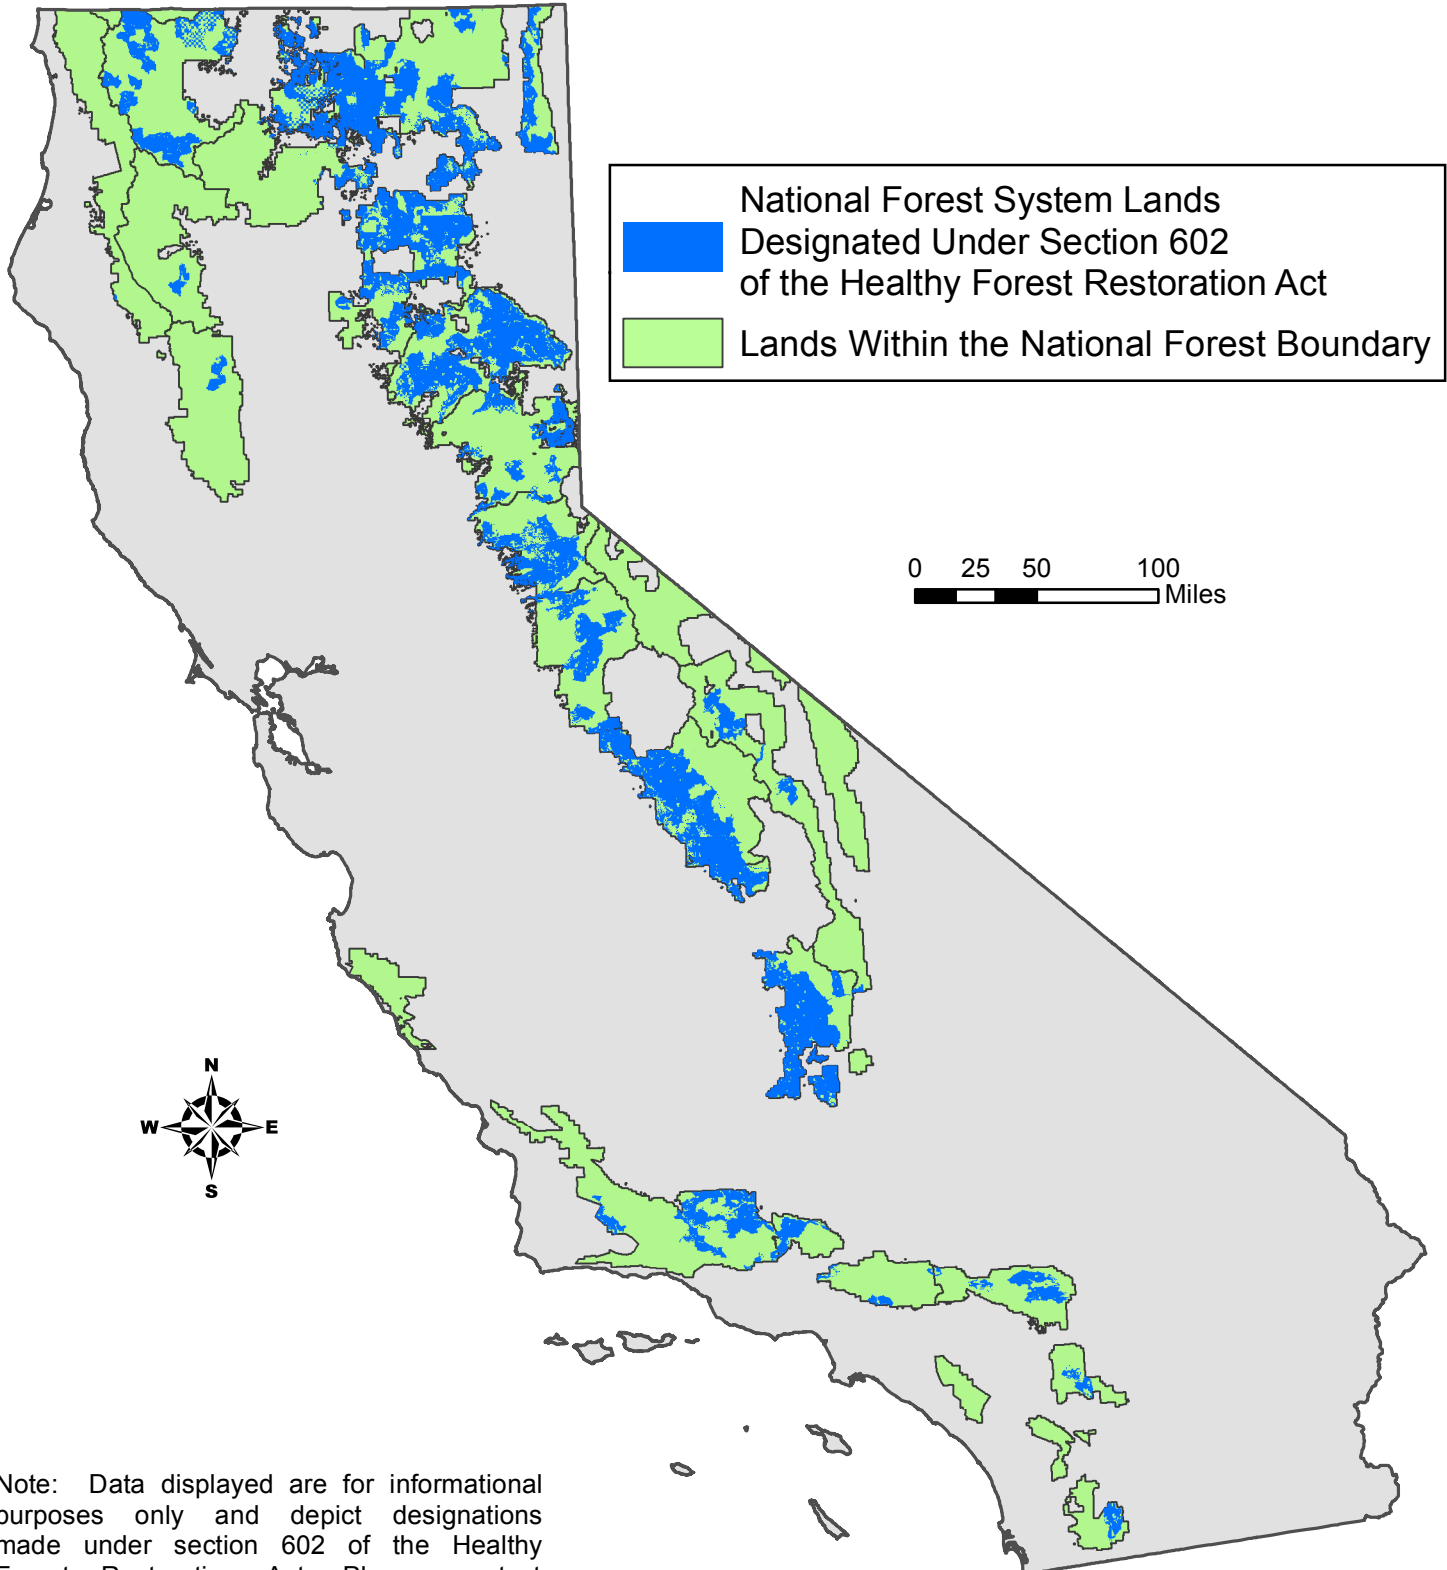 National Forest System Lands
Designated Under Section 602
of the Healthy Forest Restoration Act
Lands Within the National Forest Boundary
0 25 50 100
Miles
N
W E
S
Note: Data displayed are for informational
purposes only and depict designations
made under section 602 of the Healthy